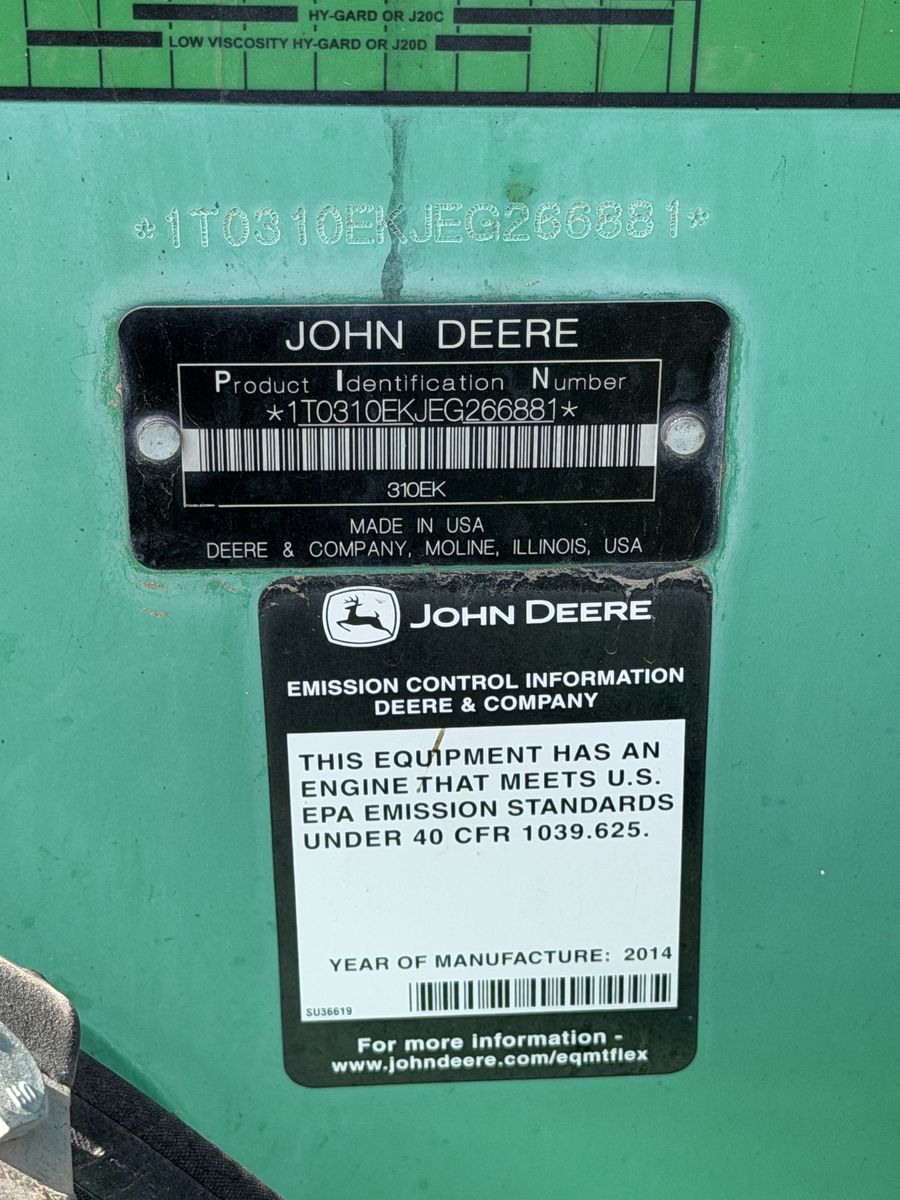 HY-GARD OR J20C
LOW VISCOSITY HY-GARD OR J20D
*1T0310EKJEG266881*
JOHN DEERE
Product Identification Number
*1T0310EKJEG266881*
310EK
MADE IN USA
DEERE & COMPANY, MOLINE, ILLINOIS, USA
JOHN DEERE
EMISSION CONTROL INFORMATION
DEERE & COMPANY
THIS EQUIPMENT HAS AN
ENGINE THAT MEETS U.S.
EPA EMISSION STANDARDS
UNDER 40 CFR 1039.625.
YEAR OF MANUFACTURE: 2014
SU36619
For more information -
www.johndeere.com/eqmtflex